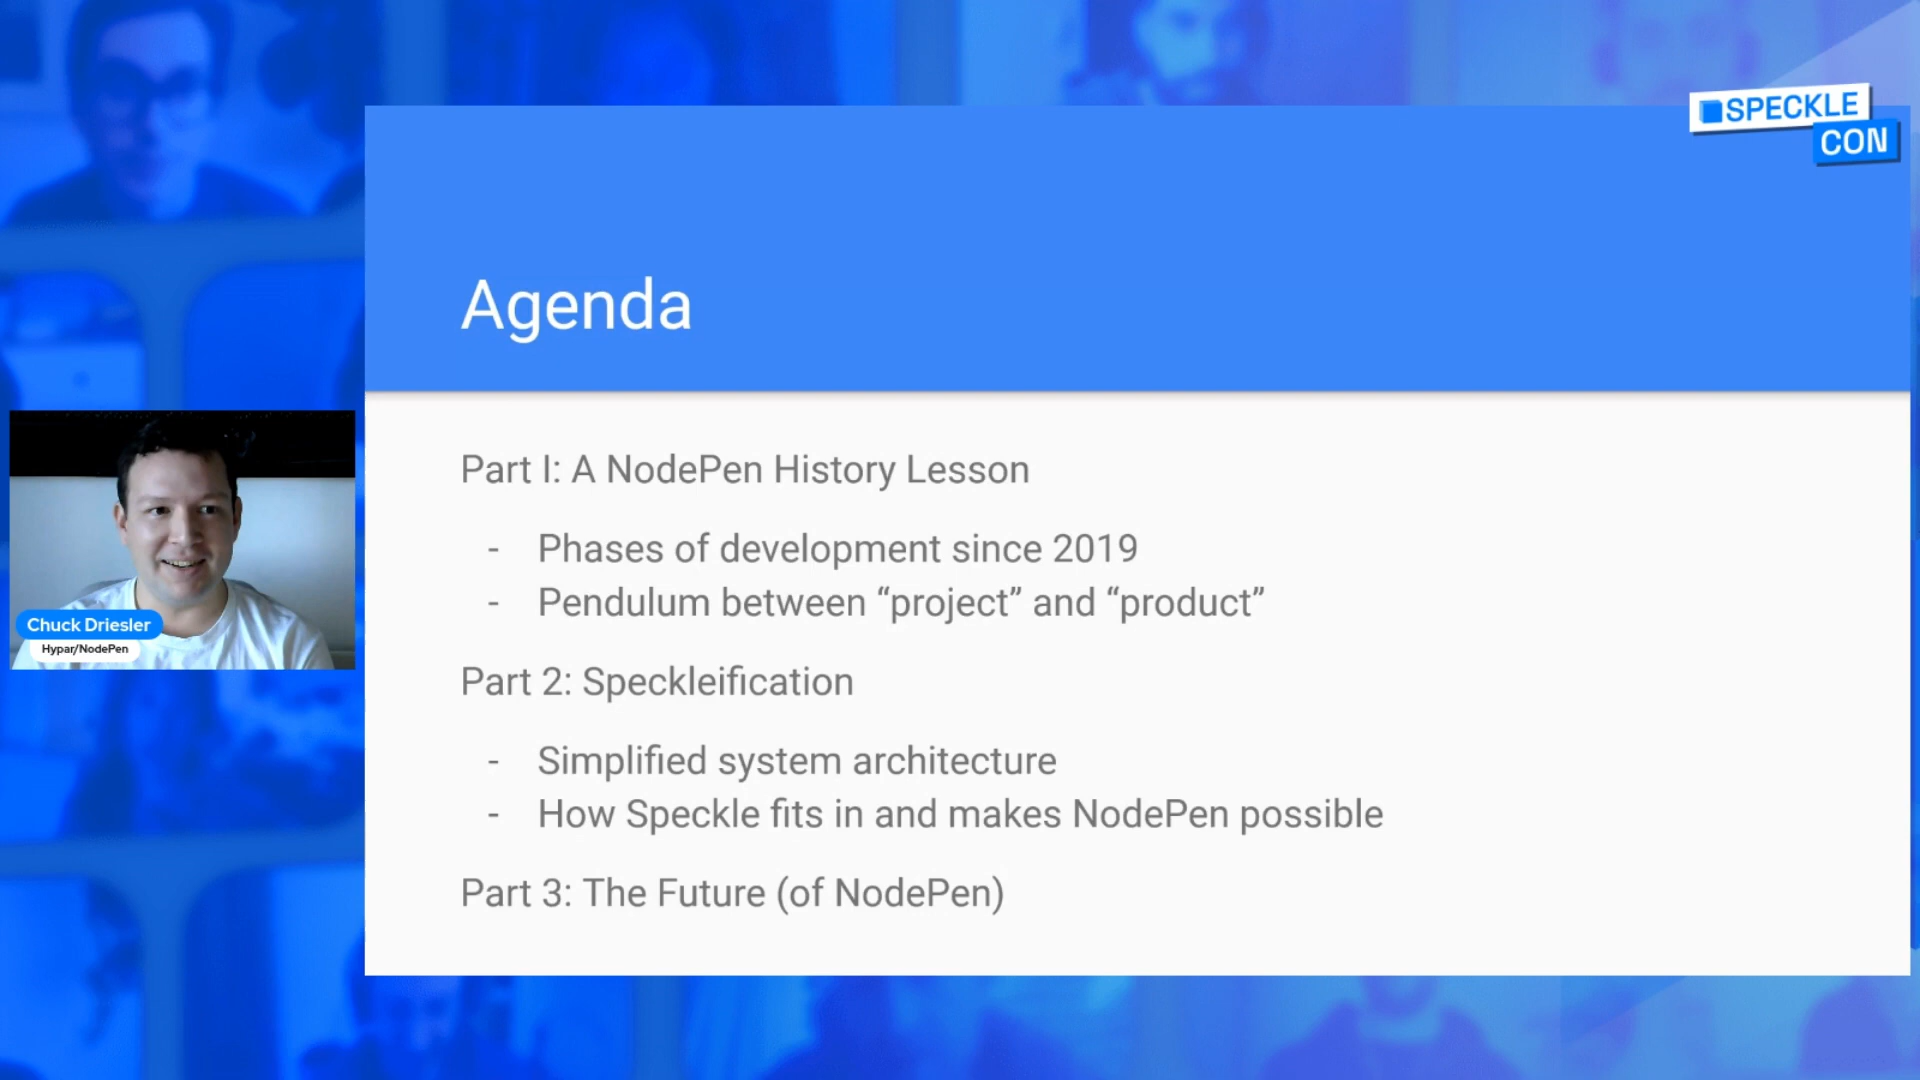 SPECKLE
CON
Agenda
Part I: A NodePen History Lesson
- Phases of development since 2019
- Pendulum between “project” and “product”
Part 2: Speckleification
- Simplified system architecture
- How Speckle fits in and makes NodePen possible
Part 3: The Future (of NodePen)
Chuck Driesler
Hypar/NodePen